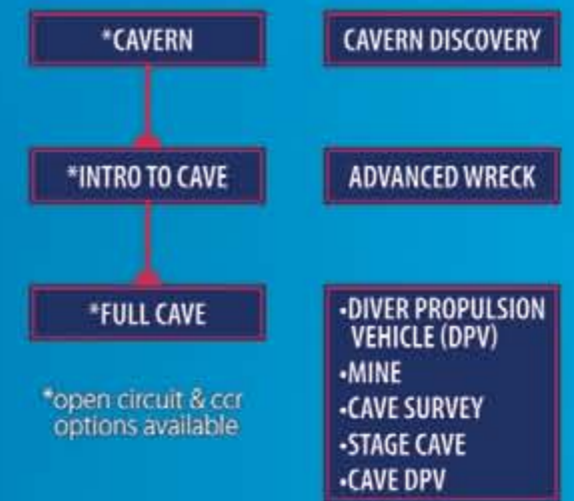 *CAVERN
CAVERN DISCOVERY
*INTRO TO CAVE
ADVANCED WRECK
*FULL CAVE
*open circuit & ccr
options available
•DIVER PROPULSION
VEHICLE (DPV)
•MINE
•CAVE SURVEY
•STAGE CAVE
•CAVE DPV